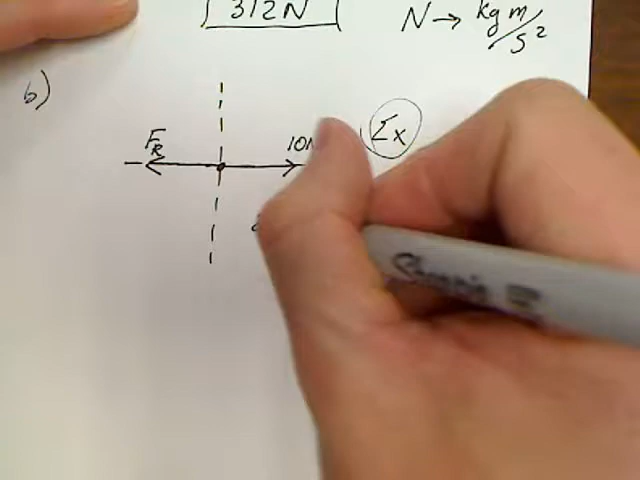 312N
N → kg m/s²
b)
F_R 10N Σx
Sharpie